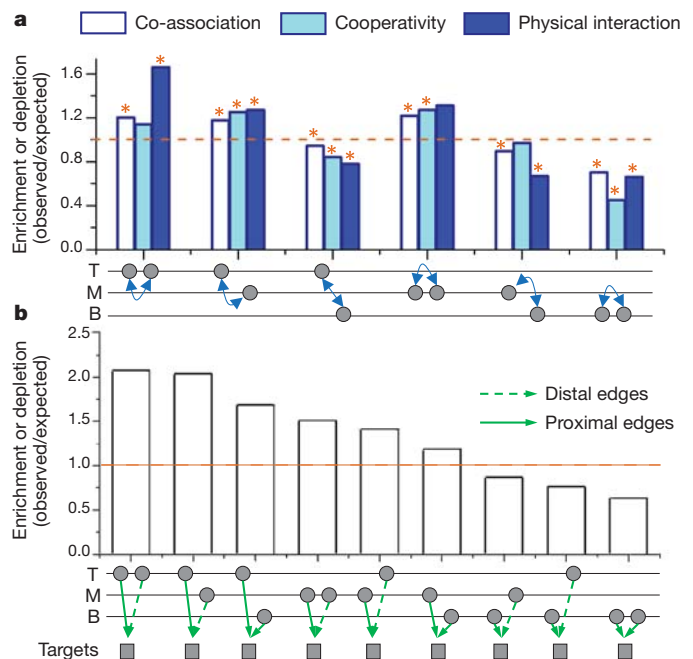 a
Co-association Cooperativity Physical interaction
Enrichment or depletion
(observed/expected)
1.6
1.2
0.8
0.4
0.0
* * * * * * * * * * * * * *
T
M
B
b
Enrichment or depletion
(observed/expected)
2.5
2.0
1.5
1.0
0.5
0.0
Distal edges
Proximal edges
T
M
B
Targets